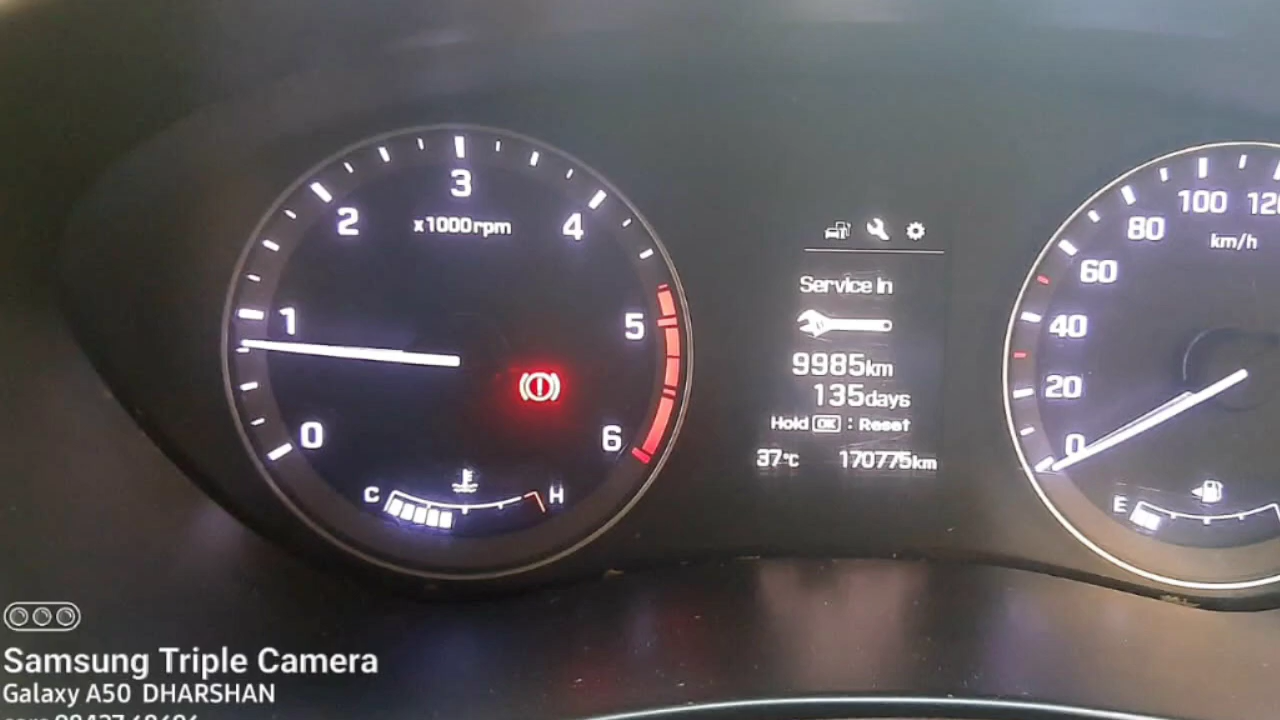 3
2
4
x1000rpm
1
5
0
6
C
H
Service in
9985km
135days
Hold OK : Reset
37°C 170775km
100
80
km/h
60
40
20
0
E
Samsung Triple Camera
Galaxy A50 DHARSHAN